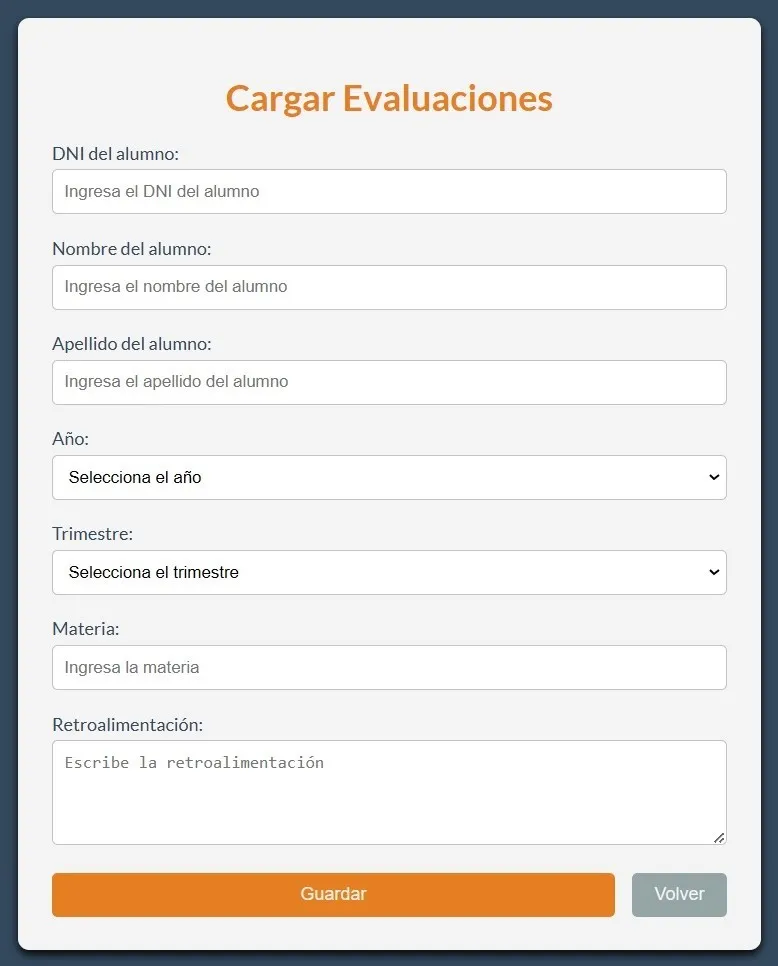 Cargar Evaluaciones
DNI del alumno:
Ingresa el DNI del alumno
Nombre del alumno:
Ingresa el nombre del alumno
Apellido del alumno:
Ingresa el apellido del alumno
Año:
Selecciona el año
Trimestre:
Selecciona el trimestre
Materia:
Ingresa la materia
Retroalimentación:
Escribe la retroalimentación
Guardar Volver